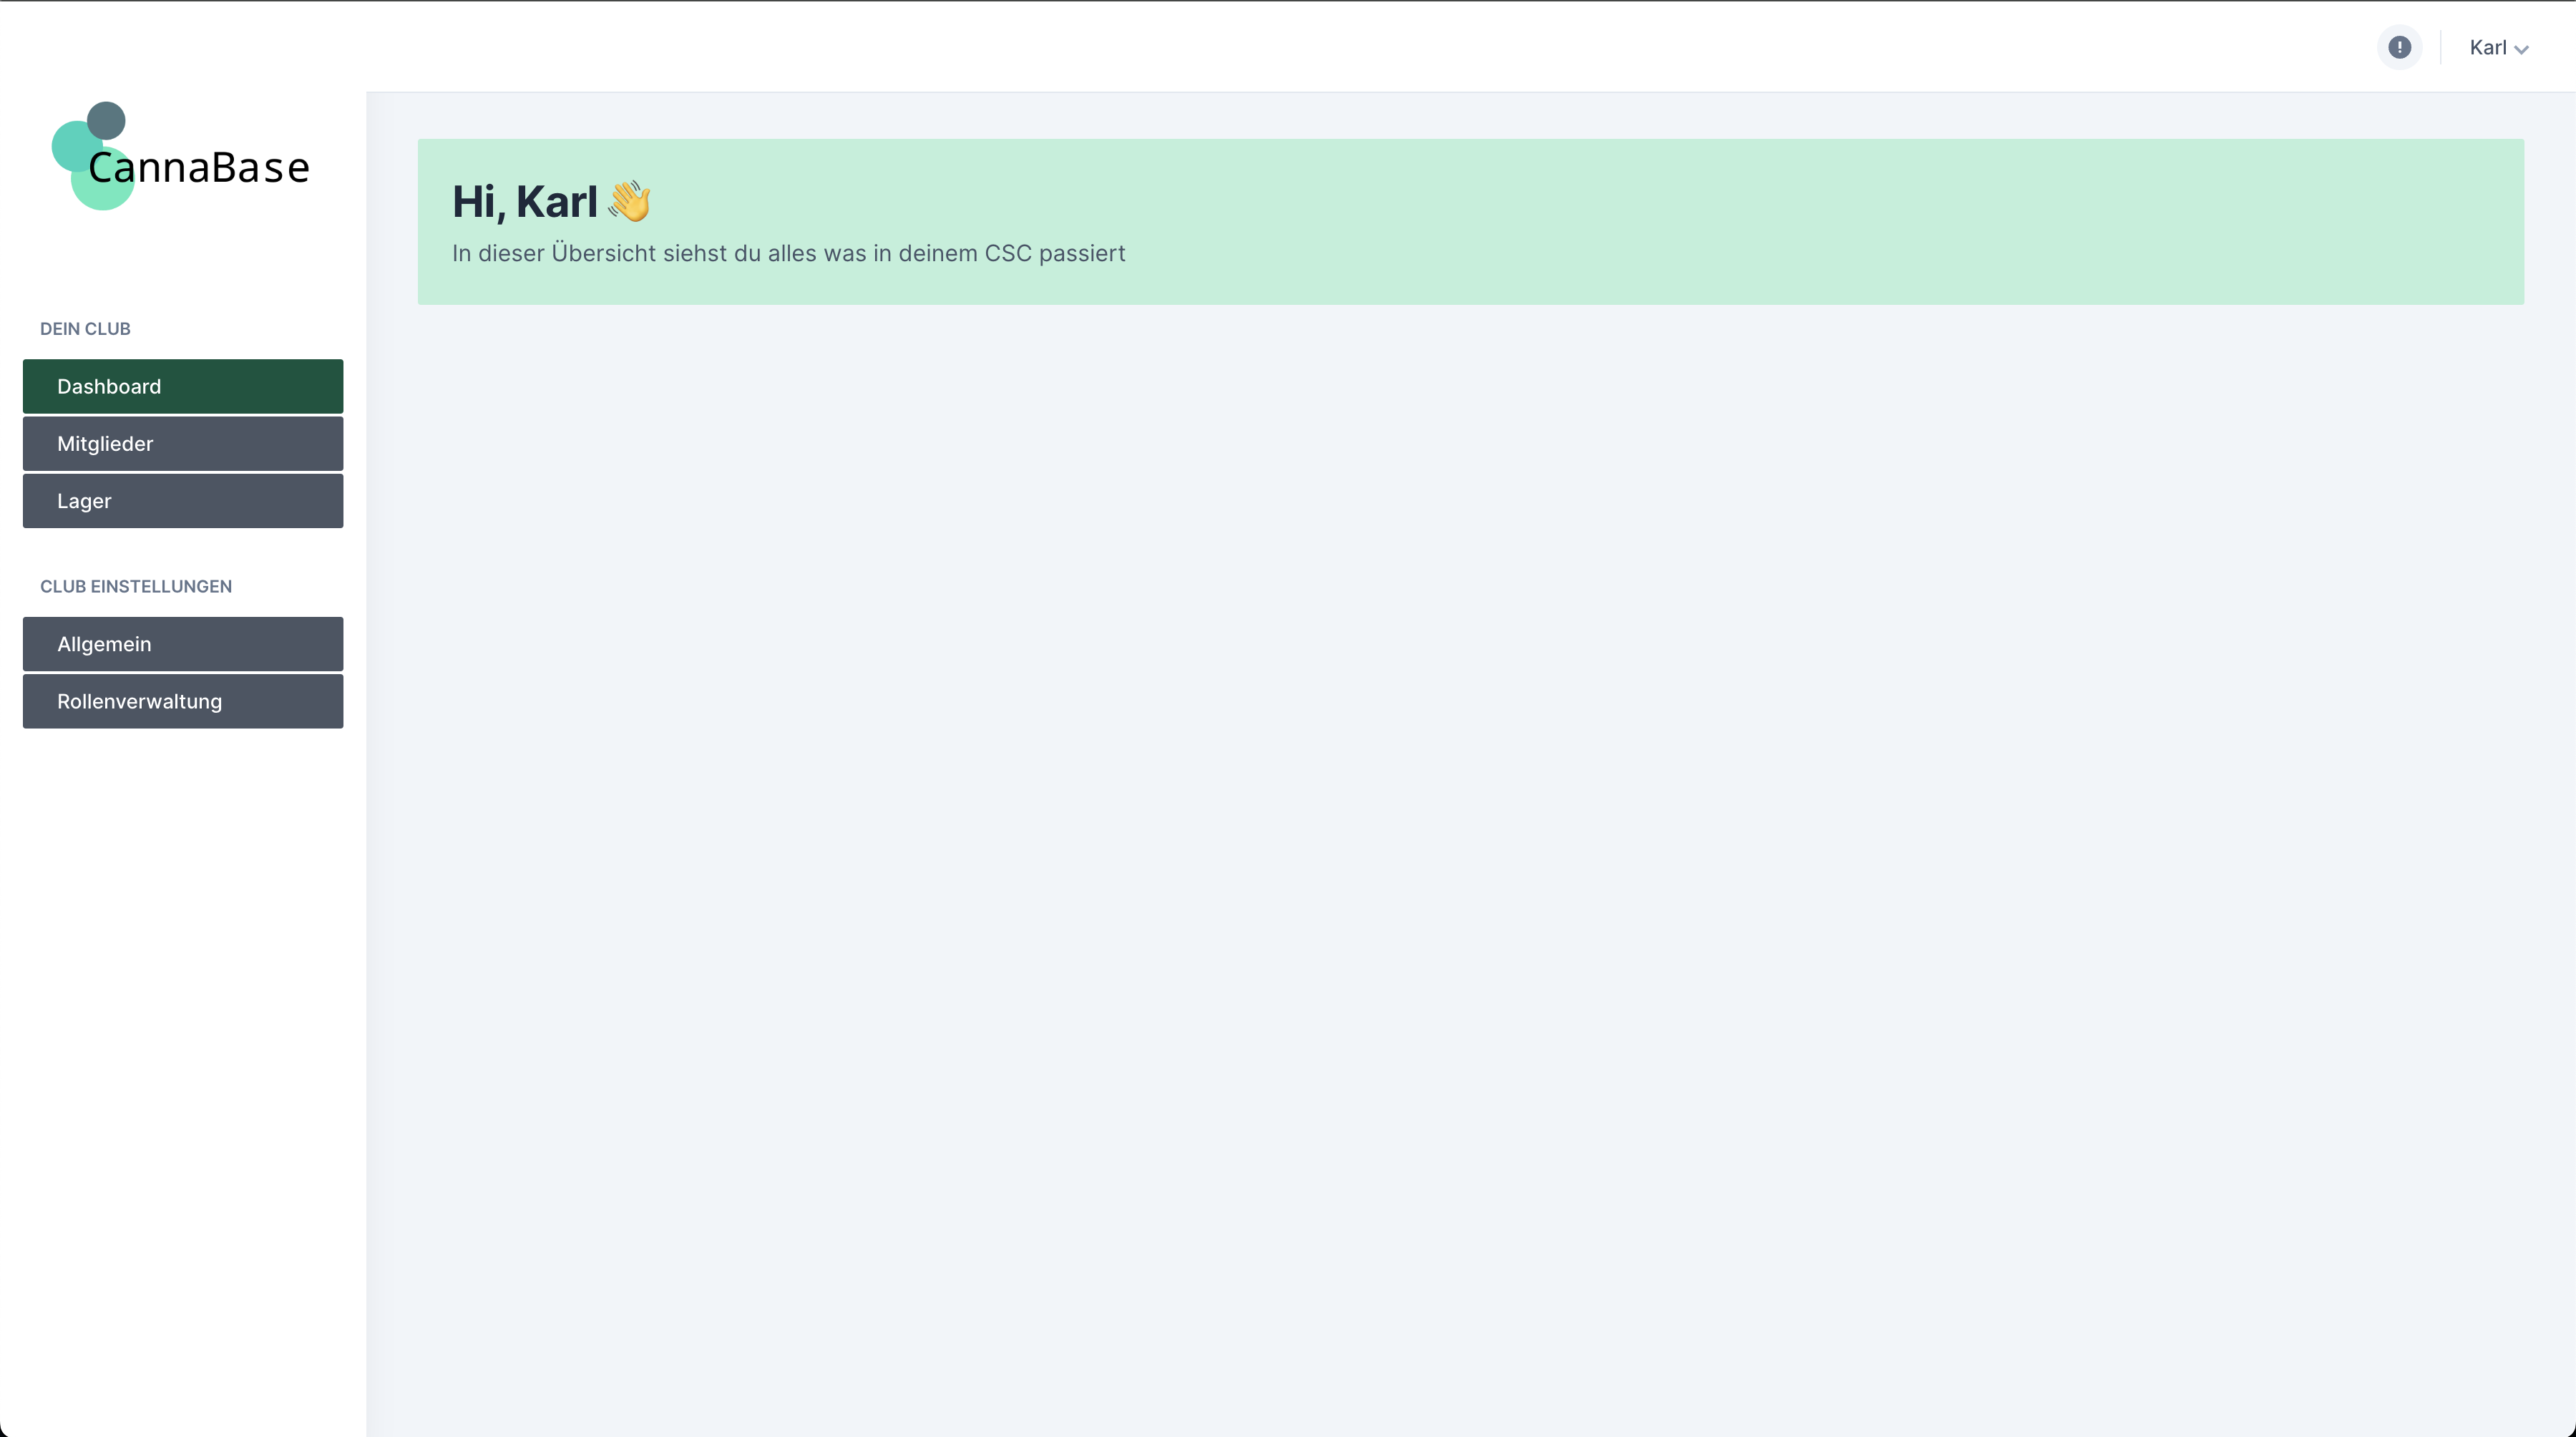 Karl
CannaBase
Hi, Karl 👋
In dieser Übersicht siehst du alles was in deinem CSC passiert
DEIN CLUB
Dashboard
Mitglieder
Lager
CLUB EINSTELLUNGEN
Allgemein
Rollenverwaltung